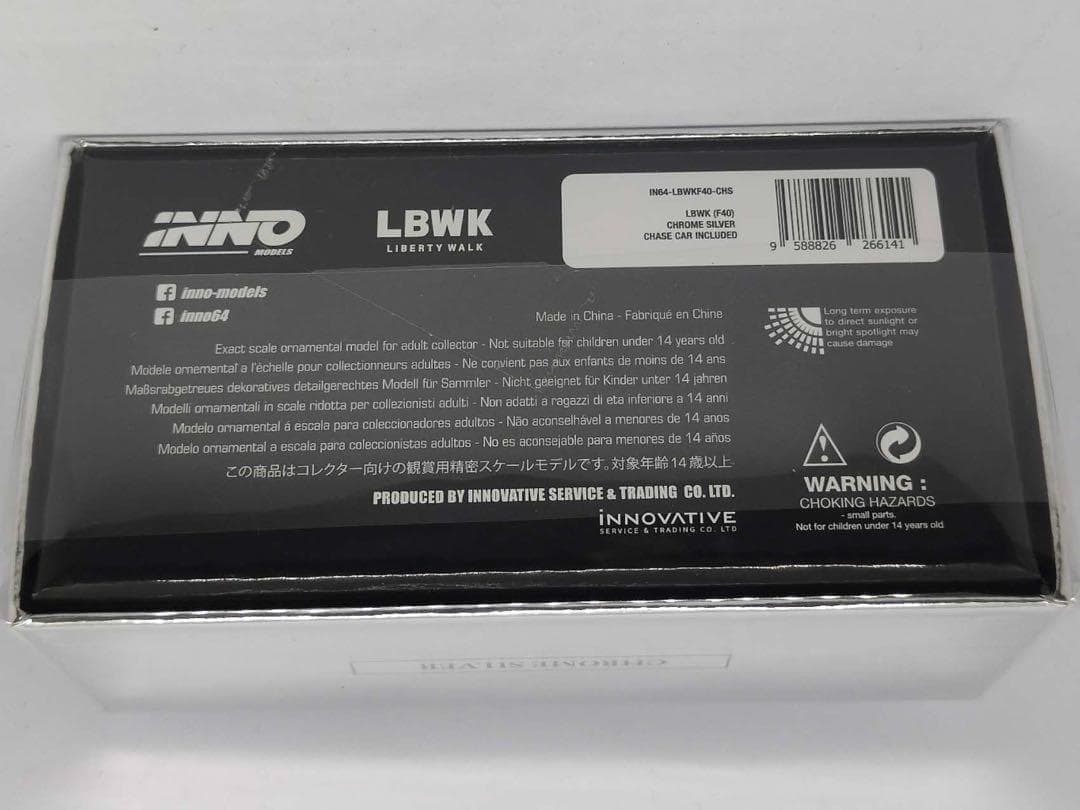 INNO
MODELS
LBWK
LIBERTY WALK
IN64-LBWKF40-CHS
LBWK (F40)
CHROME SILVER
CHASE CAR INCLUDED
9 588826 266141
inno-models
inno64
Made in China - Fabriqué en Chine
Long term exposure
to direct sunlight or
bright spotlight may
cause damage
Exact scale ornamental model for adult collector - Not suitable for children under 14 years old
Modele ornemental a l'échelle pour collectionneurs adultes - Ne convient pas aux enfants de moins de 14 ans
Maßsrabgetreues dekoratives detailgerechtes Modell für Sammler - Nicht geeignet für Kinder unter 14 jahren
Modelli ornamentali in scale ridotta per collezionisti adulti - Non adatti a ragazzi di eta inferiore a 14 anni
Modelo ornamental á escala para coleccionadores adultos - Não aconselhável a menores de 14 anos
Modelo ornamental a escala para coleccionistas adultos - No es aconsejable para menores de 14 años
この商品はコレクター向けの観賞用精密スケールモデルです。対象年齢14歳以上
PRODUCED BY INNOVATIVE SERVICE & TRADING CO. LTD.
iNNOVATIVE
SERVICE & TRADING CO. LTD
WARNING :
CHOKING HAZARDS
- small parts.
Not for children under 14 years old
CHROME SILVER